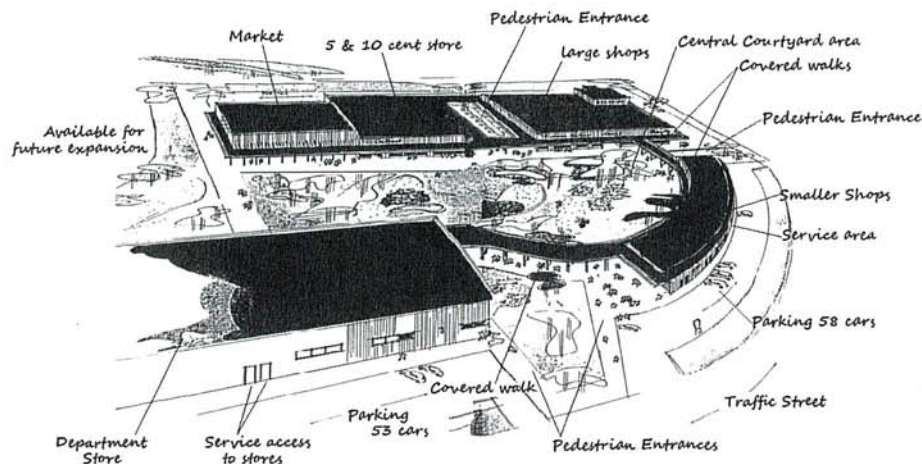 Pedestrian Entrance
Market
5 & 10 cent store
large shops
Central Courtyard area
Covered walks
Available for
future expansion
Pedestrian Entrance
Smaller Shops
Service area
Parking 58 cars
Covered walk
Traffic Street
Parking
53 cars
Department
Store
Service access
to stores
Pedestrian Entrances